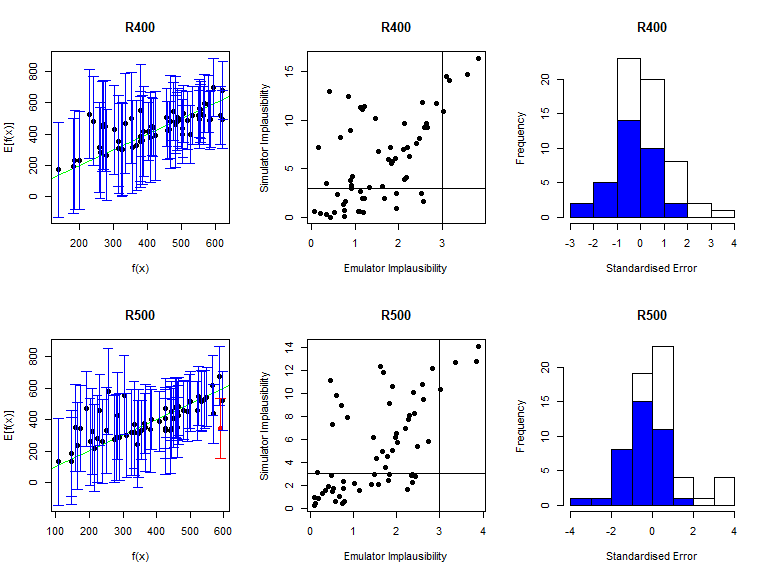 R400
R400
R400
E[f(x)]
0 200 400 600 800
200 300 400 500 600
f(x)
Simulator Implausibility
0 5 10 15
0 1 2 3
Emulator Implausibility
Frequency
0 5 10 15 20
-3 -2 -1 0 1 2 3 4
Standardised Error
R500
R500
R500
E[f(x)]
0 200 400 600 800
100 200 300 400 500 600
f(x)
Simulator Implausibility
0 2 4 6 8 10 12 14
0 1 2 3 4
Emulator Implausibility
Frequency
0 5 10 15 20
-4 -2 0 2 4
Standardised Error